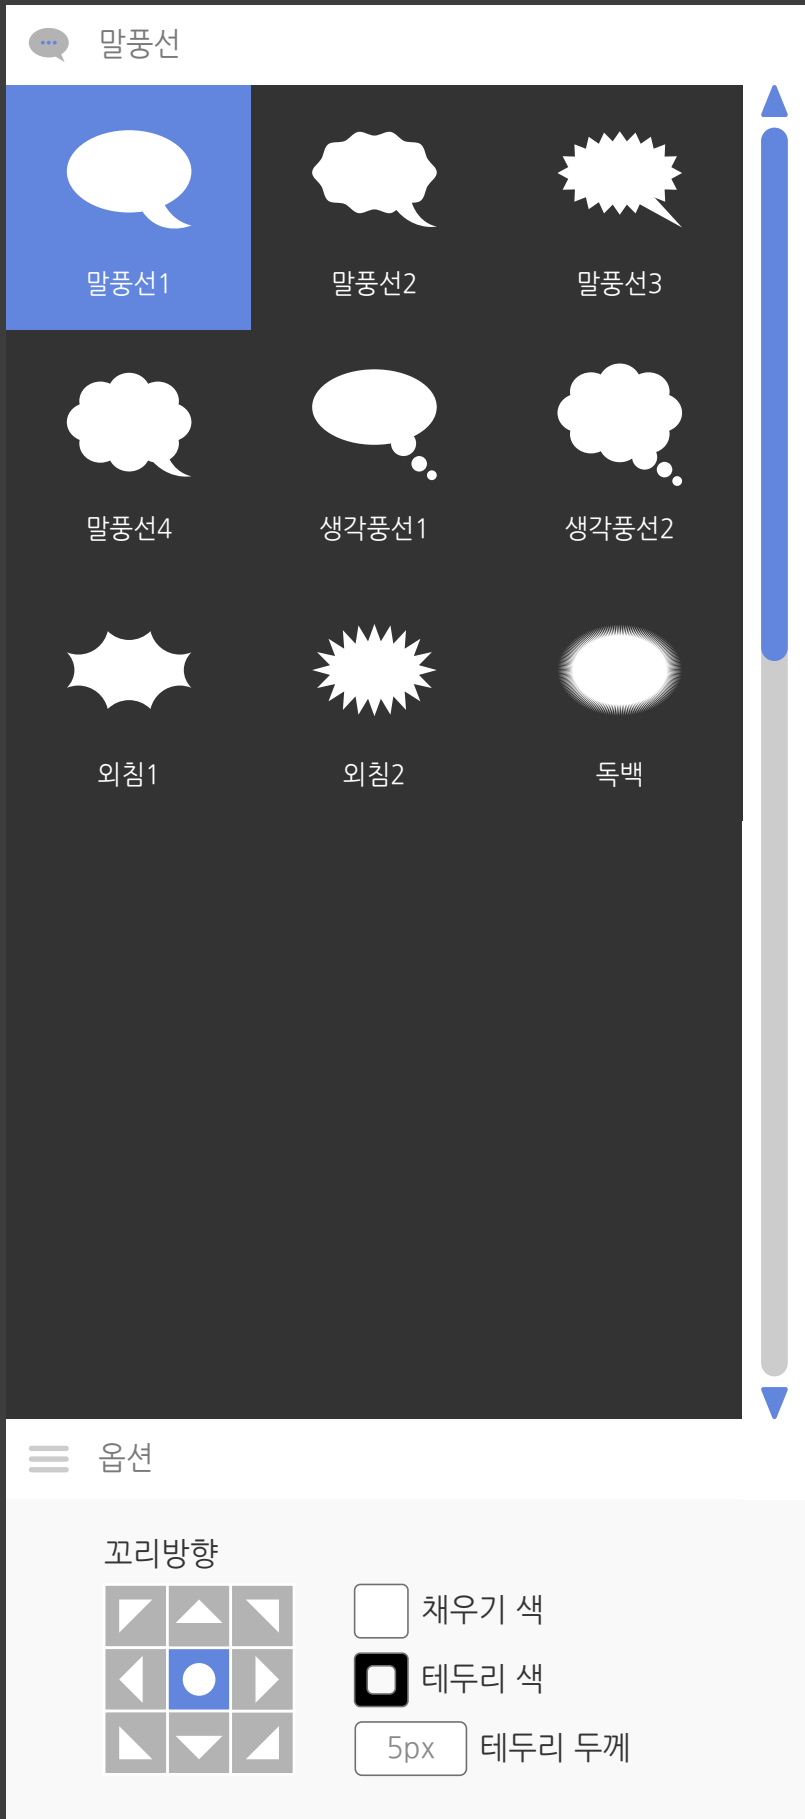 말풍선
말풍선1 말풍선2 말풍선3
말풍선4 생각풍선1 생각풍선2
외침1 외침2 독백
옵션
꼬리방향
채우기 색
테두리 색
5px 테두리 두께